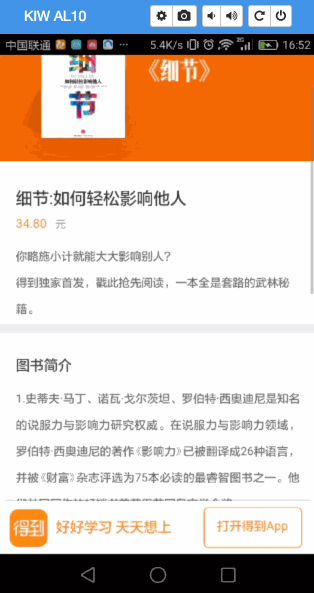 KIW AL10
中国联通
5.4K/s
2G
16:52
细节
如何轻松影响他人
《细节》
细节:如何轻松影响他人
34.80 元
你略施小计就能大大影响别人？
得到独家首发，戳此抢先阅读，一本全是套路的武林秘
籍。
图书简介
1.史蒂夫·马丁、诺瓦·戈尔茨坦、罗伯特·西奥迪尼是知名
的说服力与影响力研究权威。在说服力与影响力领域，
罗伯特·西奥迪尼的著作《影响力》已被翻译成26种语言，
并被《财富》杂志评选为75本必读的最睿智图书之一。他
得到
好好学习 天天想上
打开得到App